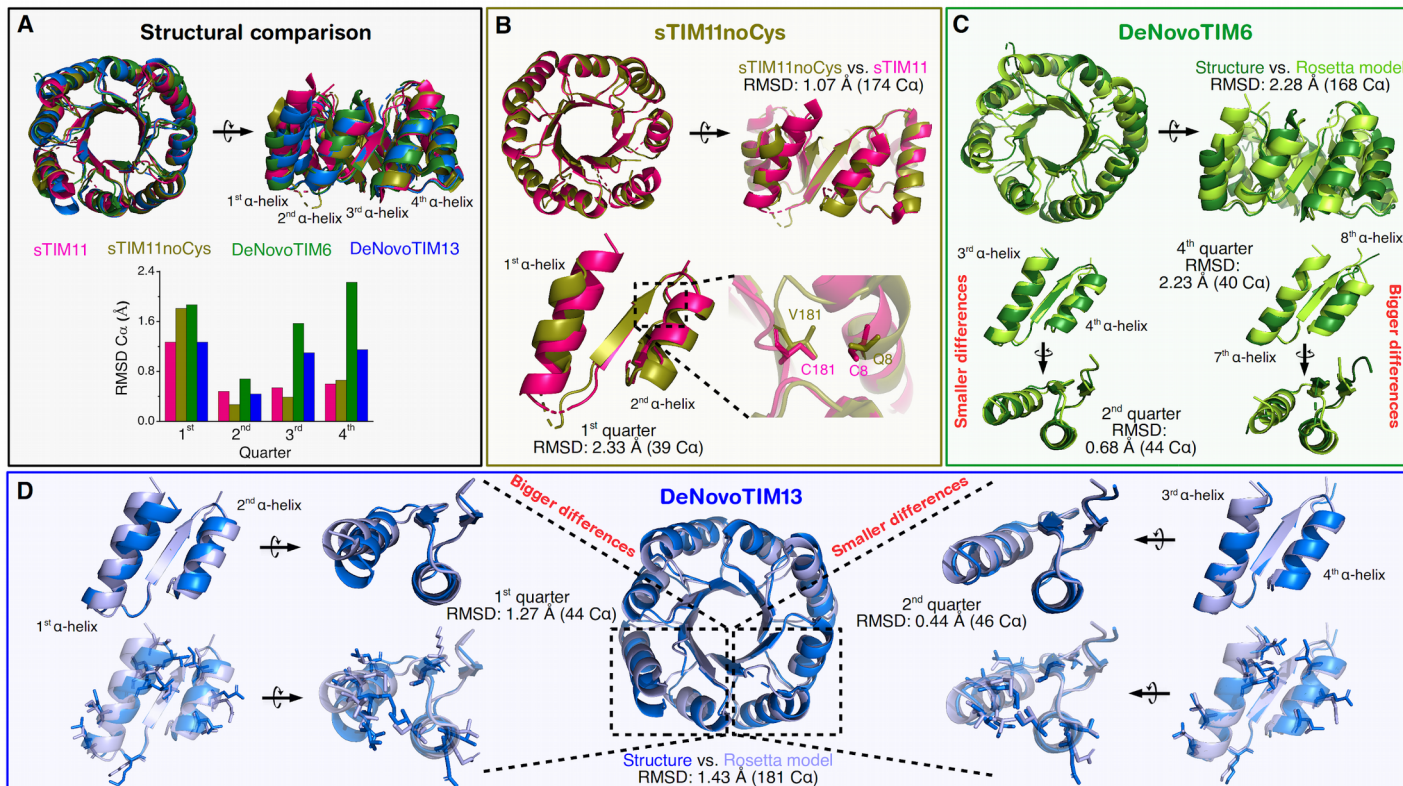 A
Structural comparison
1st α-helix
2nd α-helix
3rd α-helix
4th α-helix
sTIM11 sTIM11noCys DeNovoTIM6 DeNovoTIM13
RMSD Cα (Å)
2.4
1.6
0.8
0.0
1st 2nd 3rd 4th
Quarter
B
sTIM11noCys
sTIM11noCys vs. sTIM11
RMSD: 1.07 Å (174 Cα)
1st α-helix
2nd α-helix
V181
C181
Q8
C8
1st quarter
RMSD: 2.33 Å (39 Cα)
C
DeNovoTIM6
Structure vs. Rosetta model
RMSD: 2.28 Å (168 Cα)
3rd α-helix
4th α-helix
Smaller differences
4th quarter
RMSD:
2.23 Å (40 Cα)
8th α-helix
7th α-helix
Bigger differences
2nd quarter
RMSD:
0.68 Å (44 Cα)
D
DeNovoTIM13
2nd α-helix
1st α-helix
Bigger differences
1st quarter
RMSD: 1.27 Å (44 Cα)
Smaller differences
2nd quarter
RMSD: 0.44 Å (46 Cα)
3rd α-helix
4th α-helix
Structure vs. Rosetta model
RMSD: 1.43 Å (181 Cα)